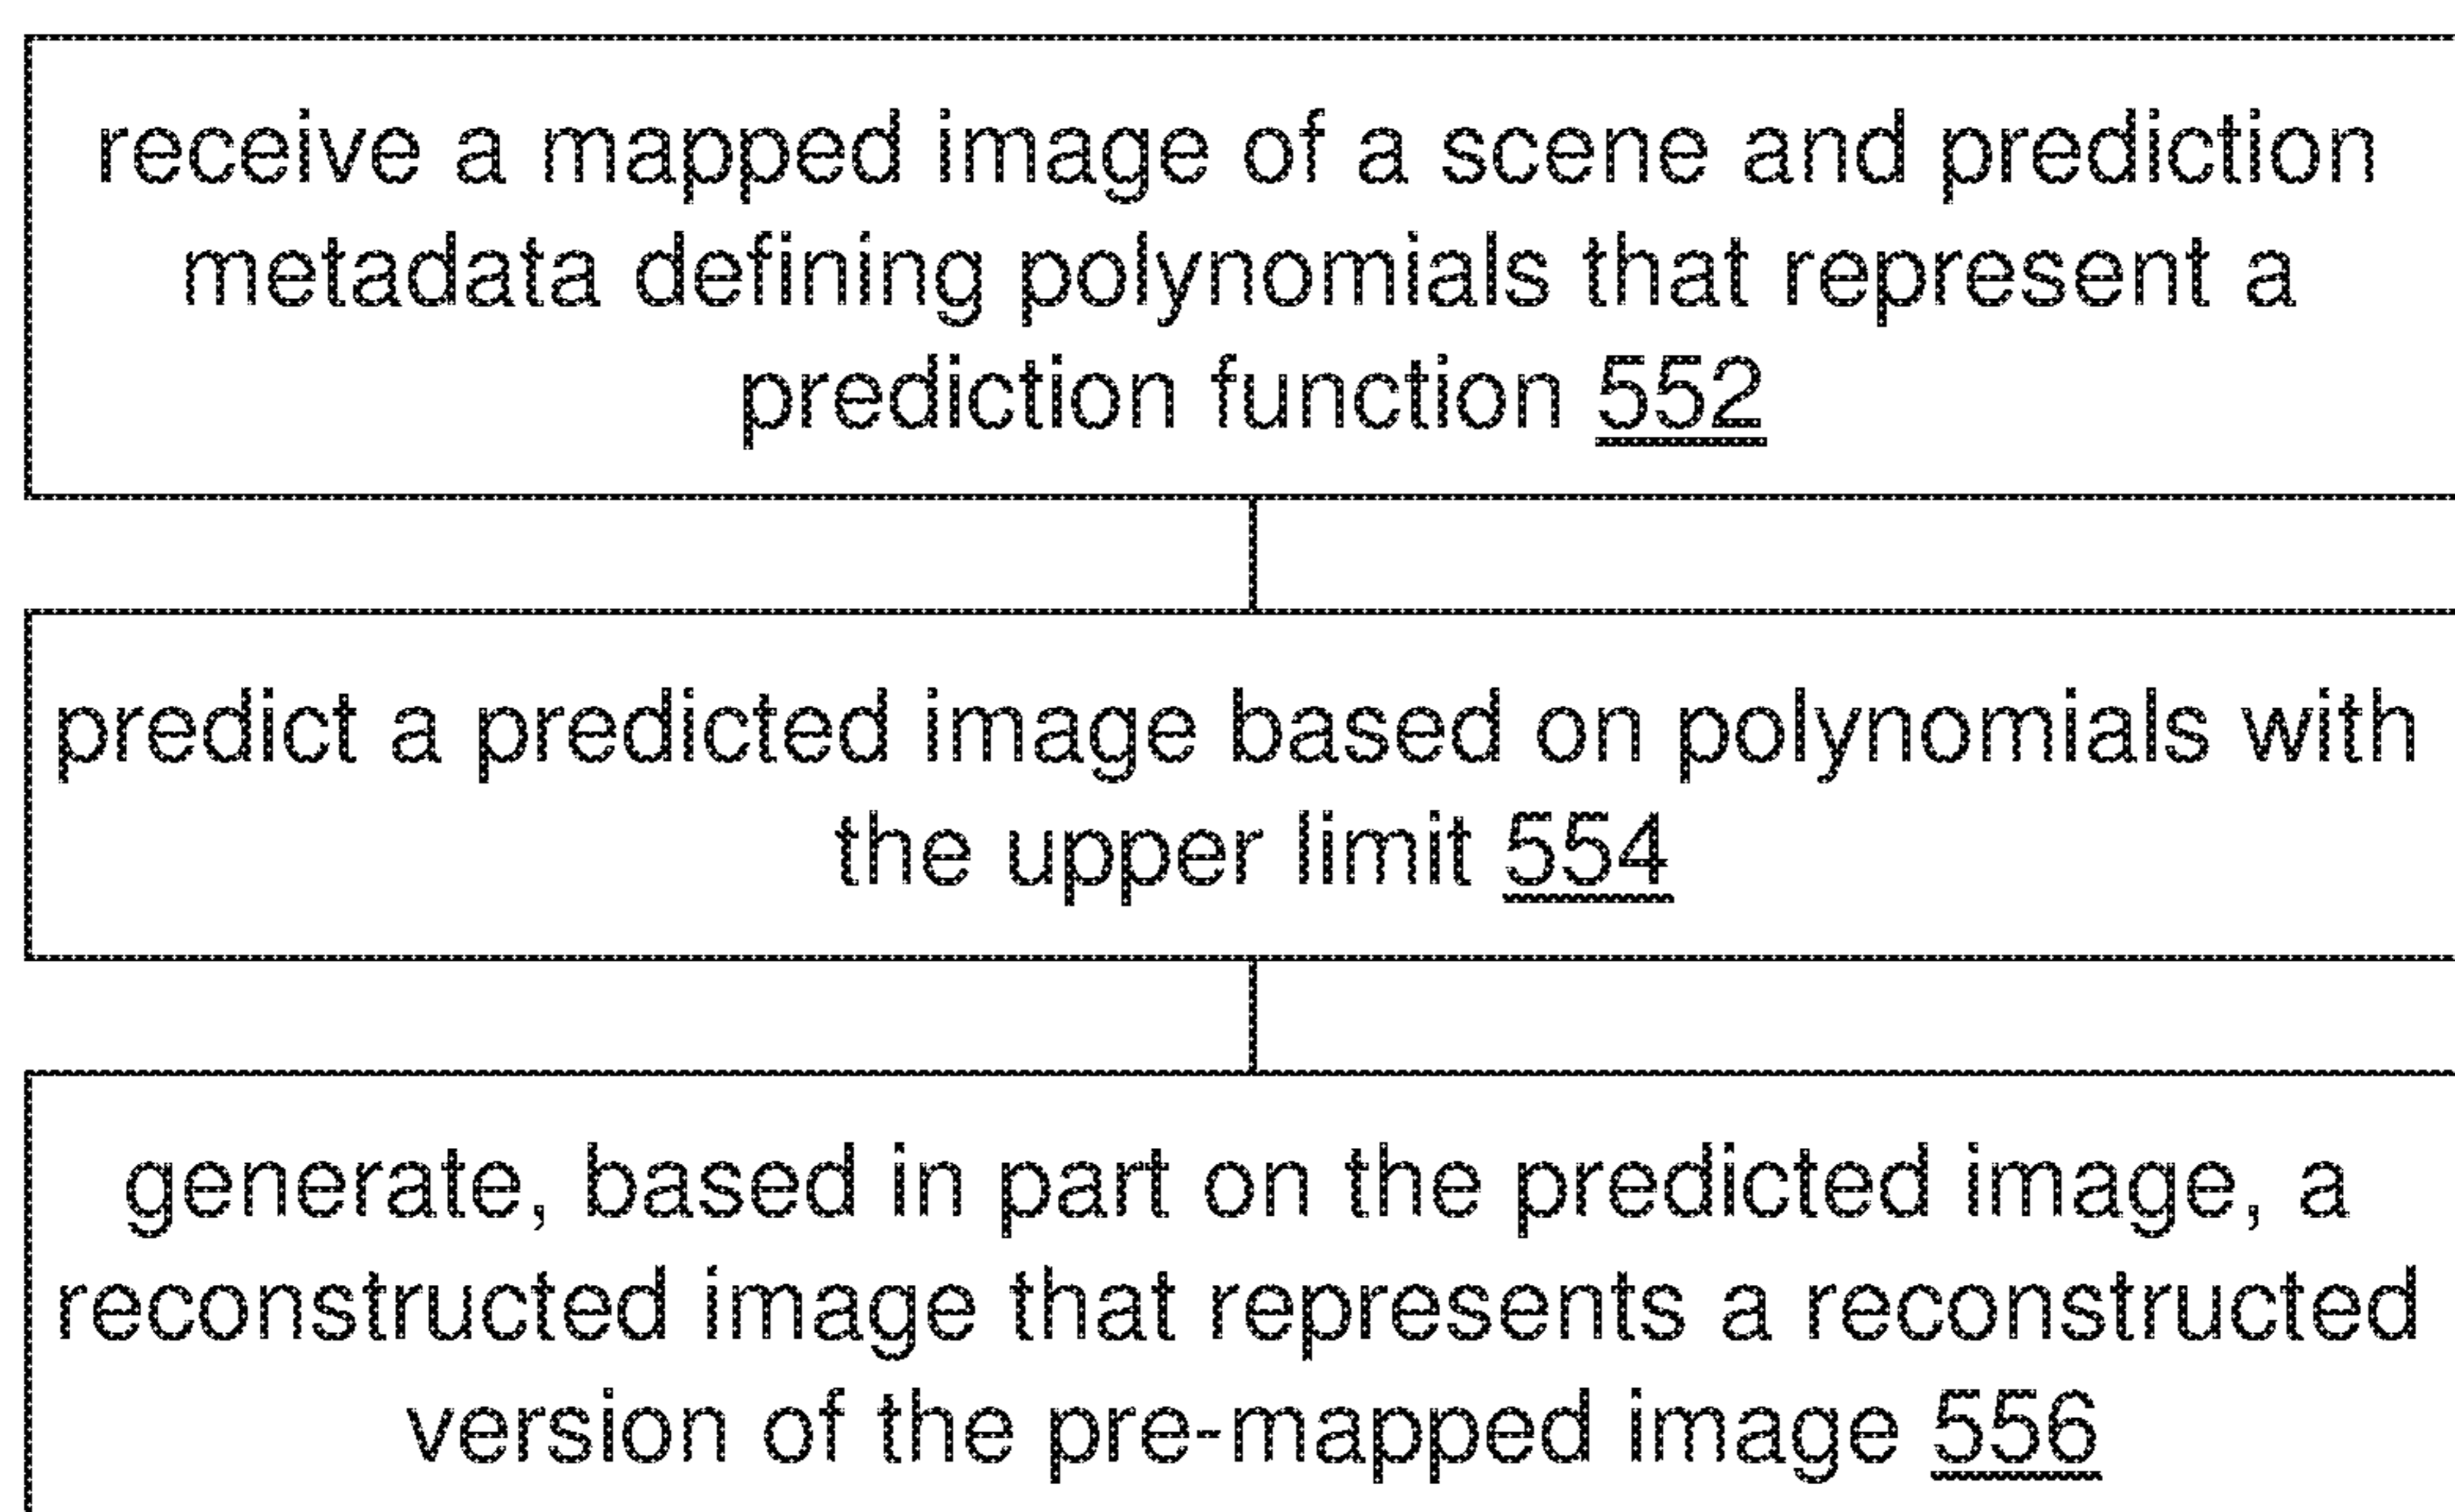 receive a mapped image of a scene and prediction
metadata defining polynomials that represent a
prediction function 552
predict a predicted image based on polynomials with
the upper limit 554
generate, based in part on the predicted image, a
reconstructed image that represents a reconstructed
version of the pre-mapped image 556